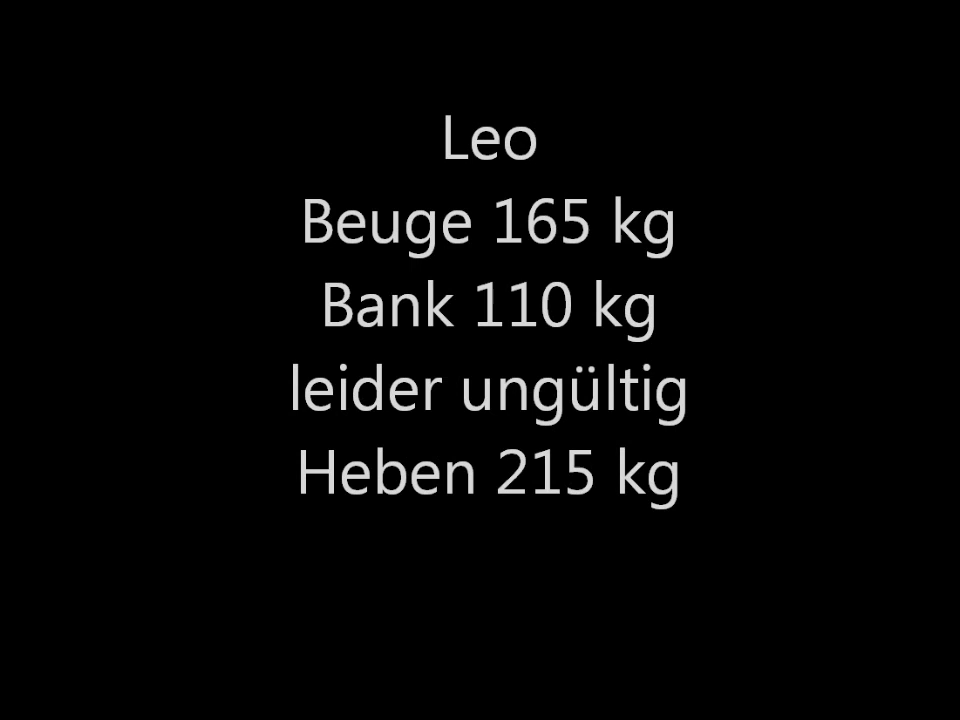 Leo
Beuge 165 kg
Bank 110 kg
leider ungültig
Heben 215 kg